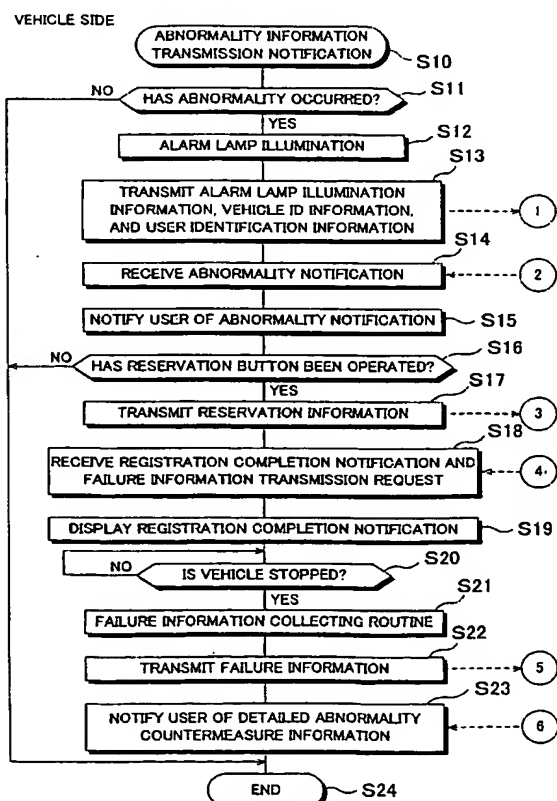 VEHICLE SIDE
ABNORMALITY INFORMATION
TRANSMISSION NOTIFICATION
S10
NO
HAS ABNORMALITY OCCURRED?
S11
YES
S12
ALARM LAMP ILLUMINATION
S13
TRANSMIT ALARM LAMP ILLUMINATION
INFORMATION, VEHICLE ID INFORMATION,
AND USER IDENTIFICATION INFORMATION
1
S14
RECEIVE ABNORMALITY NOTIFICATION
2
NOTIFY USER OF ABNORMALITY NOTIFICATION
S15
NO
HAS RESERVATION BUTTON BEEN OPERATED?
S16
YES
S17
TRANSMIT RESERVATION INFORMATION
3
S18
RECEIVE REGISTRATION COMPLETION NOTIFICATION AND
FAILURE INFORMATION TRANSMISSION REQUEST
4
DISPLAY REGISTRATION COMPLETION NOTIFICATION
S19
S20
NO
IS VEHICLE STOPPED?
YES
S21
FAILURE INFORMATION COLLECTING ROUTINE
S22
TRANSMIT FAILURE INFORMATION
5
S23
NOTIFY USER OF DETAILED ABNORMALITY
COUNTERMEASURE INFORMATION
6
END
S24